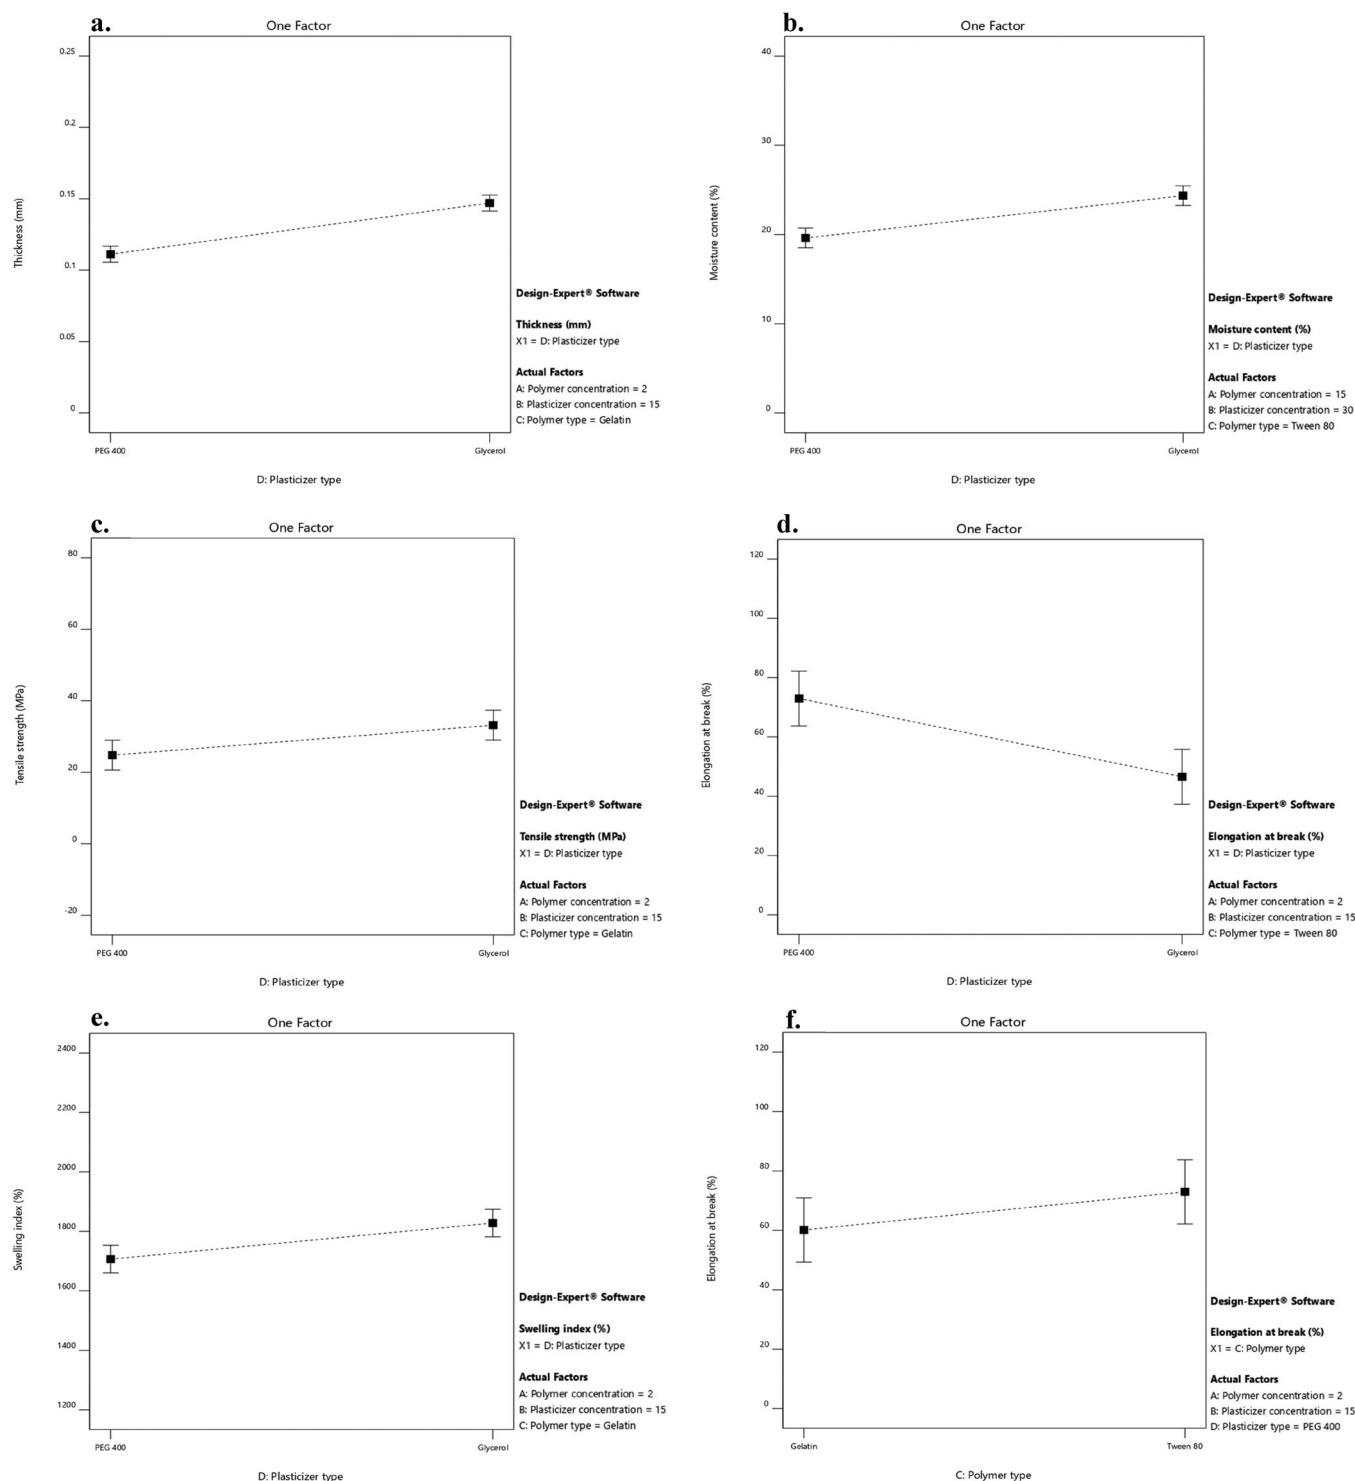 a.
One Factor
0.25
0.2
0.15
0.1
0.05
0
Thickness (mm)
PEG 400
Glycerol
D: Plasticizer type
Design-Expert® Software
Thickness (mm)
X1 = D: Plasticizer type
Actual Factors
A: Polymer concentration = 2
B: Plasticizer concentration = 15
C: Polymer type = Gelatin
b.
One Factor
40
30
20
10
0
Moisture content (%)
PEG 400
Glycerol
D: Plasticizer type
Design-Expert® Software
Moisture content (%)
X1 = D: Plasticizer type
Actual Factors
A: Polymer concentration = 15
B: Plasticizer concentration = 30
C: Polymer type = Tween 80
c.
One Factor
80
60
40
20
0
-20
Tensile strength (MPa)
PEG 400
Glycerol
D: Plasticizer type
Design-Expert® Software
Tensile strength (MPa)
X1 = D: Plasticizer type
Actual Factors
A: Polymer concentration = 2
B: Plasticizer concentration = 15
C: Polymer type = Gelatin
d.
One Factor
120
100
80
60
40
20
0
Elongation at break (%)
PEG 400
Glycerol
D: Plasticizer type
Design-Expert® Software
Elongation at break (%)
X1 = D: Plasticizer type
Actual Factors
A: Polymer concentration = 2
B: Plasticizer concentration = 15
C: Polymer type = Tween 80
e.
One Factor
2400
2200
2000
1800
1600
1400
1200
Swelling index (%)
PEG 400
Glycerol
D: Plasticizer type
Design-Expert® Software
Swelling index (%)
X1 = D: Plasticizer type
Actual Factors
A: Polymer concentration = 2
B: Plasticizer concentration = 15
C: Polymer type = Gelatin
f.
One Factor
120
100
80
60
40
20
0
Elongation at break (%)
Gelatin
Tween 80
C: Polymer type
Design-Expert® Software
Elongation at break (%)
X1 = C: Polymer type
Actual Factors
A: Polymer concentration = 2
B: Plasticizer concentration = 15
D: Plasticizer type = PEG 400